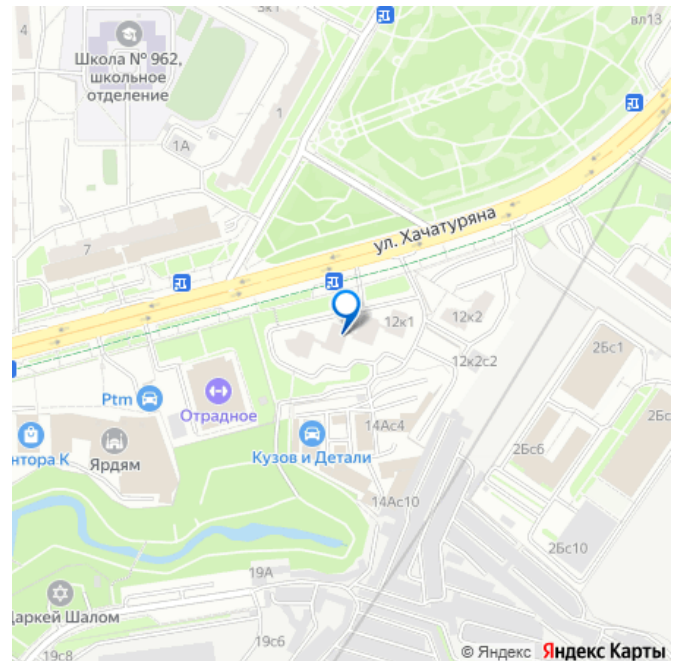 4
3к1
вл13
Школа № 962,
школьное
отделение
1
1А
7
ул. Хачатуряна
12к1
12к2
12к2с2
2Бс1
2Бс
Ptm
Отрадное
нтора К
Ярдям
Кузов и Детали
14Ас4
2Бс6
14Ас10
2Бс10
19А
Даркей Шалом
19с6
19с8
© Яндекс Яндекс Карты